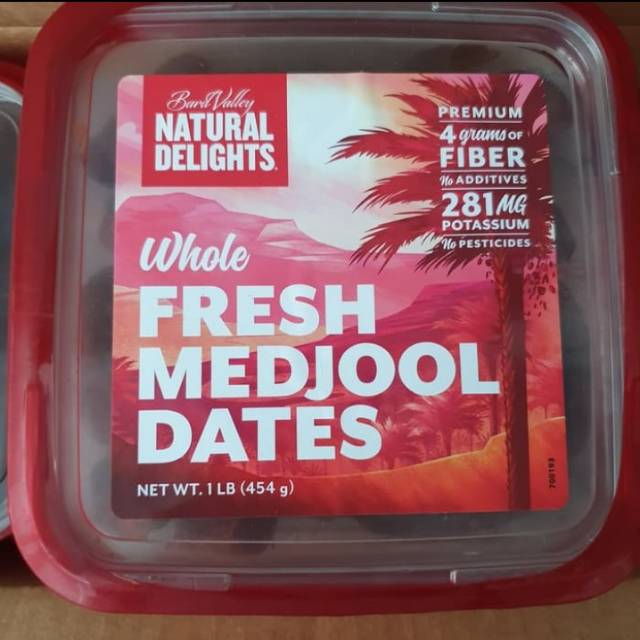 Bard Valley
NATURAL
DELIGHTS.
PREMIUM
4 grams OF
FIBER
No ADDITIVES
281MG
POTASSIUM
No PESTICIDES
Whole
FRESH
MEDJOOL
DATES
NET WT. 1 LB (454 g)
700193